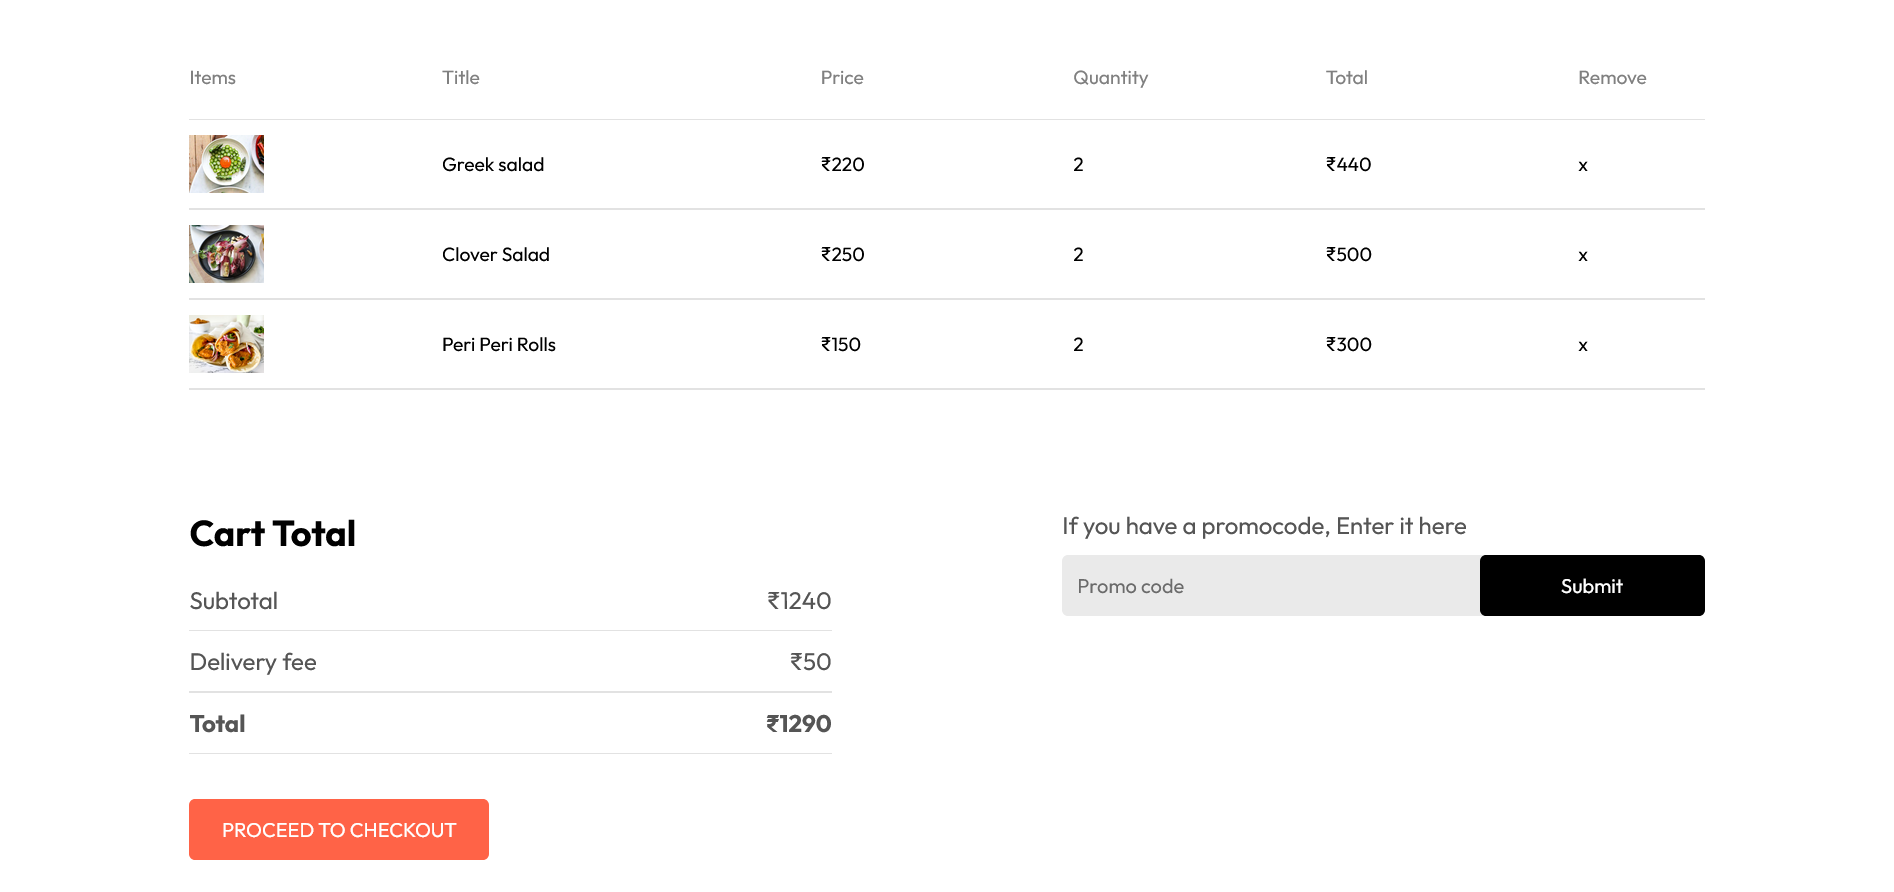 Items Title Price Quantity Total Remove
Greek salad ₹220 2 ₹440 x
Clover Salad ₹250 2 ₹500 x
Peri Peri Rolls ₹150 2 ₹300 x
Cart Total
Subtotal ₹1240
Delivery fee ₹50
Total ₹1290
PROCEED TO CHECKOUT
If you have a promocode, Enter it here
Promo code Submit